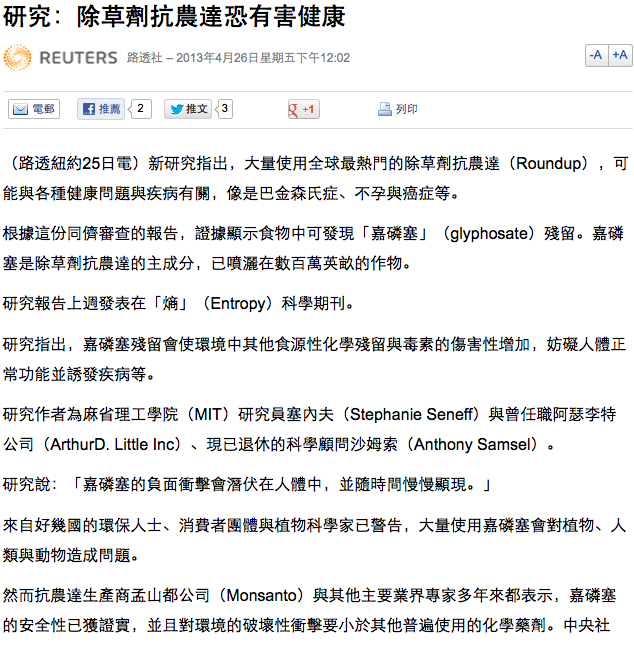 研究：除草劑抗農達恐有害健康
REUTERS 路透社 – 2013年4月26日星期五下午12:02
-A +A
電郵 推薦 2 推文 3 +1 列印
（路透紐約25日電）新研究指出，大量使用全球最熱門的除草劑抗農達（Roundup），可
能與各種健康問題與疾病有關，像是巴金森氏症、不孕與癌症等。
根據這份同儕審查的報告，證據顯示食物中可發現「嘉磷塞」（glyphosate）殘留。嘉磷
塞是除草劑抗農達的主成分，已噴灑在數百萬英畝的作物。
研究報告上週發表在「熵」（Entropy）科學期刊。
研究指出，嘉磷塞殘留會使環境中其他食源性化學殘留與毒素的傷害性增加，妨礙人體正
常功能並誘發疾病等。
研究作者為麻省理工學院（MIT）研究員塞內夫（Stephanie Seneff）與曾任職阿瑟李特
公司（ArthurD. Little Inc）、現已退休的科學顧問沙姆索（Anthony Samsel）。
研究說：「嘉磷塞的負面衝擊會潛伏在人體中，並隨時間慢慢顯現。」
來自好幾國的環保人士、消費者團體與植物科學家已警告，大量使用嘉磷塞會對植物、人
類與動物造成問題。
然而抗農達生產商孟山都公司（Monsanto）與其他主要業界專家多年來都表示，嘉磷塞
的安全性已獲證實，並且對環境的破壞性衝擊要小於其他普遍使用的化學藥劑。中央社